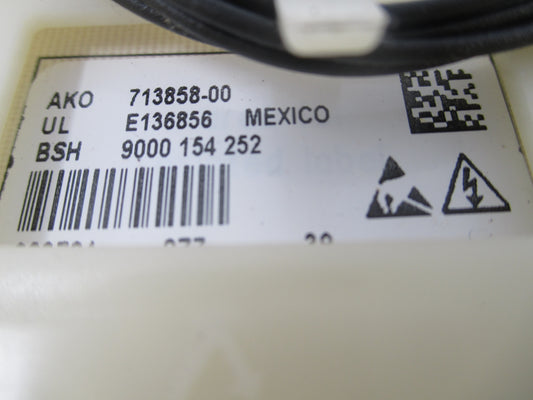 AKO 713858-00
UL E136856 MEXICO
BSH 9000 154 252